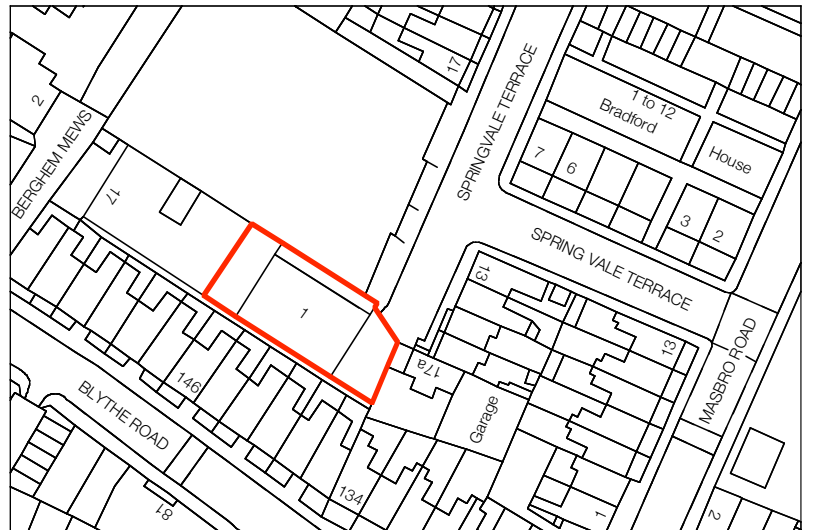 17
SPRINGVALE TERRACE
1 to 12
Bradford
House
2
BERGHEM MEWS
7
6
3
2
17
SPRING VALE TERRACE
13
1
13
MASBRO ROAD
17a
146
BLYTHE ROAD
Garage
134
81
1
2